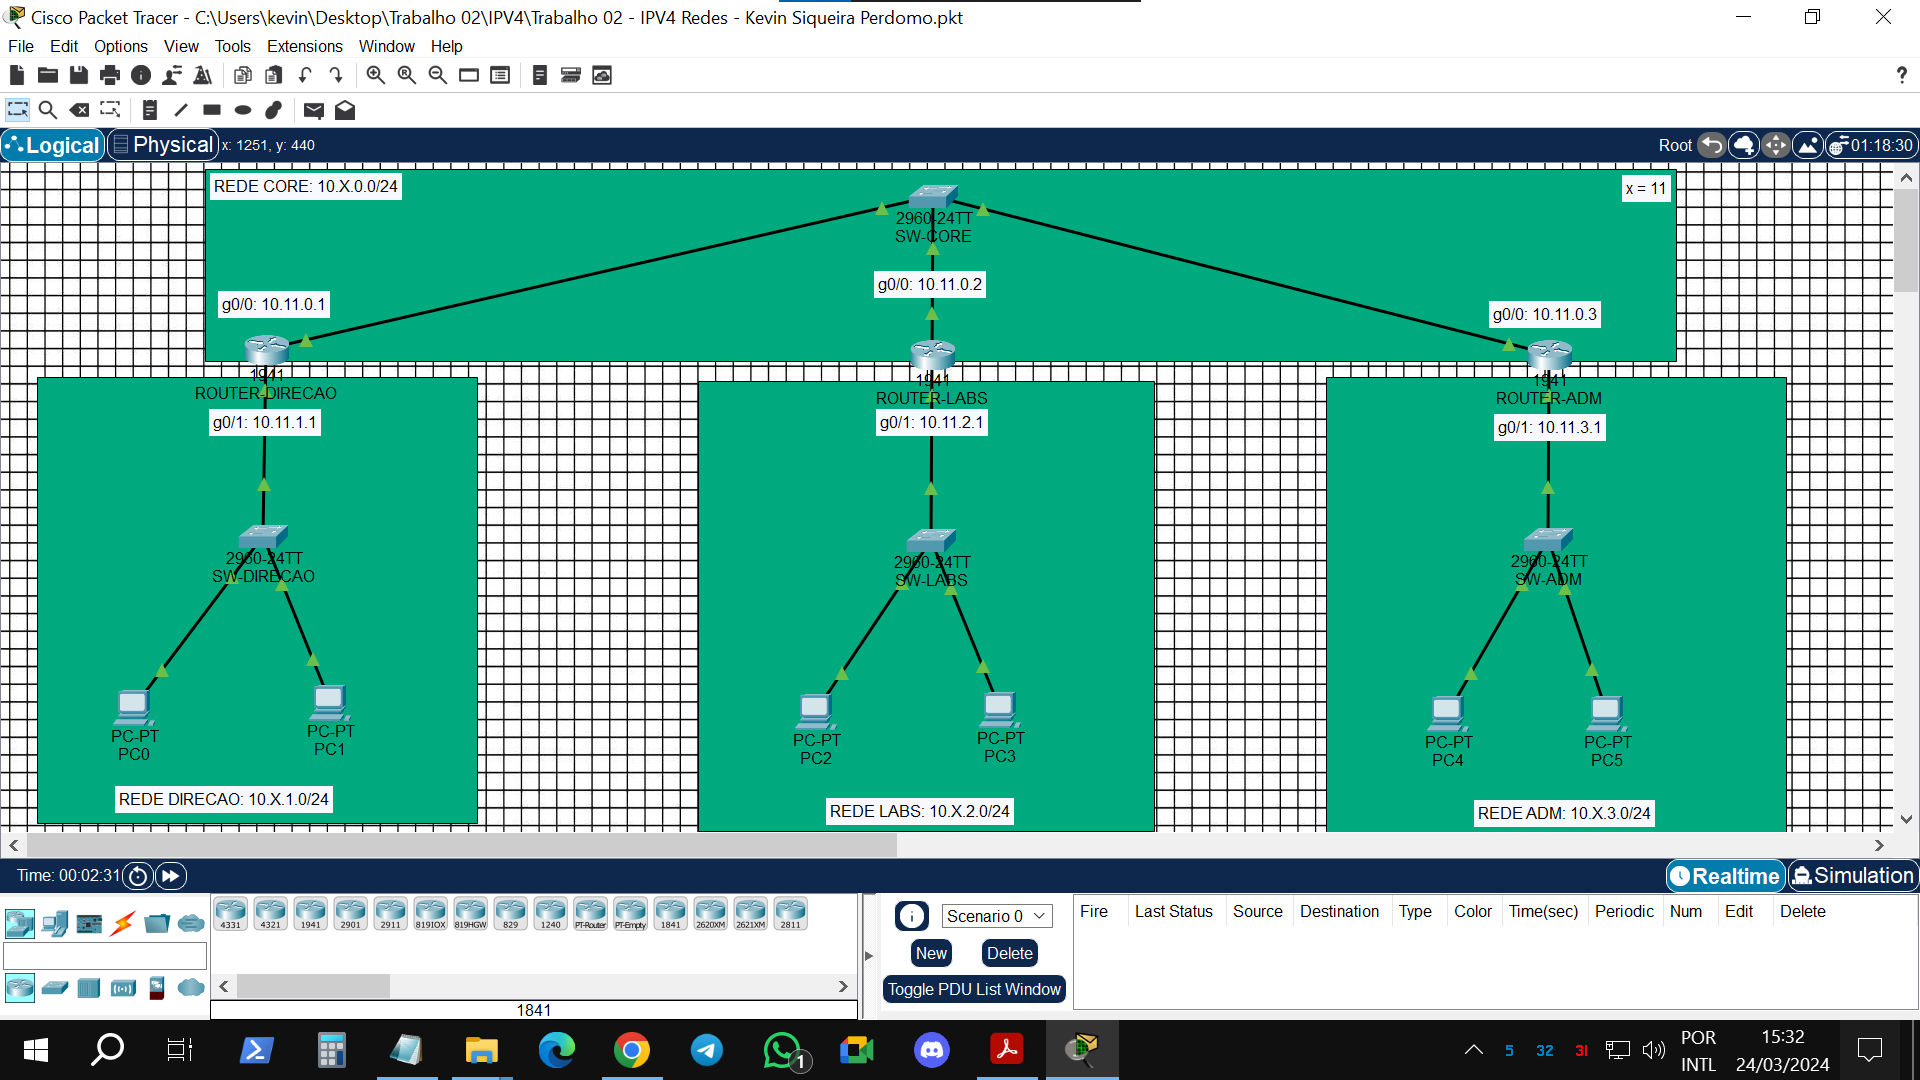 Cisco Packet Tracer - C:\Users\kevin\Desktop\Trabalho 02\IPV4\Trabalho 02 - IPV4 Redes - Kevin Siqueira Perdomo.pkt
File Edit Options View Tools Extensions Window Help
?
Logical Physical x: 1251, y: 440 Root 01:18:30
REDE CORE: 10.X.0.0/24
x = 11
2960-24TT
SW-CORE
g0/0: 10.11.0.1
g0/0: 10.11.0.2
g0/0: 10.11.0.3
1941
ROUTER-DIRECAO
g0/1: 10.11.1.1
1941
ROUTER-LABS
g0/1: 10.11.2.1
1941
ROUTER-ADM
g0/1: 10.11.3.1
2960-24TT
SW-DIRECAO
2960-24TT
SW-LABS
2960-24TT
SW-ADM
PC-PT
PC0
PC-PT
PC1
PC-PT
PC2
PC-PT
PC3
PC-PT
PC4
PC-PT
PC5
REDE DIRECAO: 10.X.1.0/24
REDE LABS: 10.X.2.0/24
REDE ADM: 10.X.3.0/24
Time: 00:02:31
Realtime Simulation
4331 4321 1941 2901 2911 819IOX 819HGW 829 1240 PT-Router PT-Empty 1841 2620XM 2621XM 2811
1841
Scenario 0
New Delete
Toggle PDU List Window
Fire Last Status Source Destination Type Color Time(sec) Periodic Num Edit Delete
1
5 32 31
POR
INTL
15:32
24/03/2024